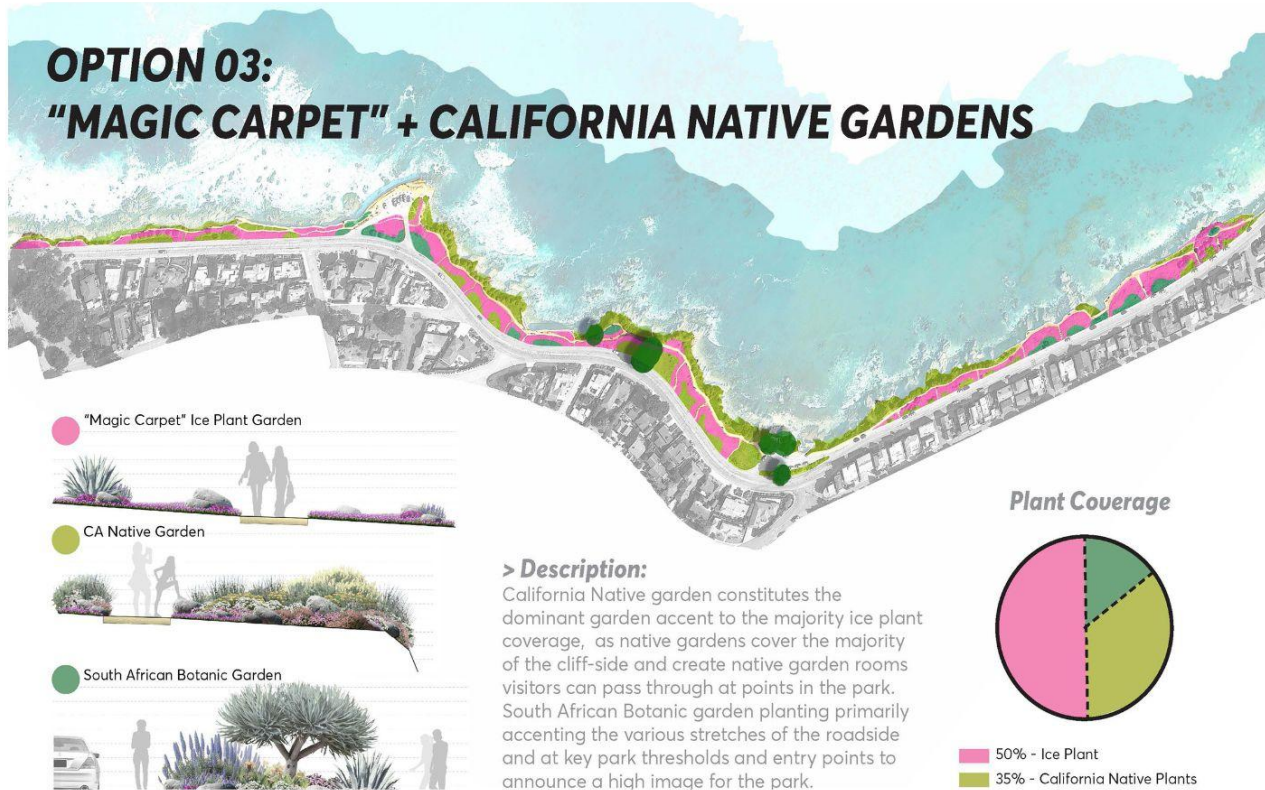 OPTION 03:
"MAGIC CARPET" + CALIFORNIA NATIVE GARDENS
"Magic Carpet" Ice Plant Garden
CA Native Garden
South African Botanic Garden
> Description:
California Native garden constitutes the
dominant garden accent to the majority ice plant
coverage, as native gardens cover the majority
of the cliff-side and create native garden rooms
visitors can pass through at points in the park.
South African Botanic garden planting primarily
accenting the various stretches of the roadside
and at key park thresholds and entry points to
announce a high image for the park.
Plant Coverage
50% - Ice Plant
35% - California Native Plants